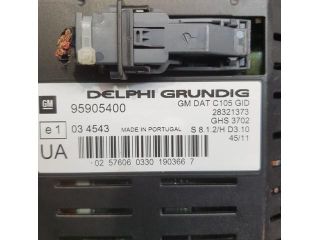 DELPHI GRUNDIG
GM 95905400
GM DAT C105 GID
28321373
GHS 3702
e1 03 4543 MADE IN PORTUGAL S 8.1.2/H D3.10
45/11
UA
02 57606 0330 190366 7